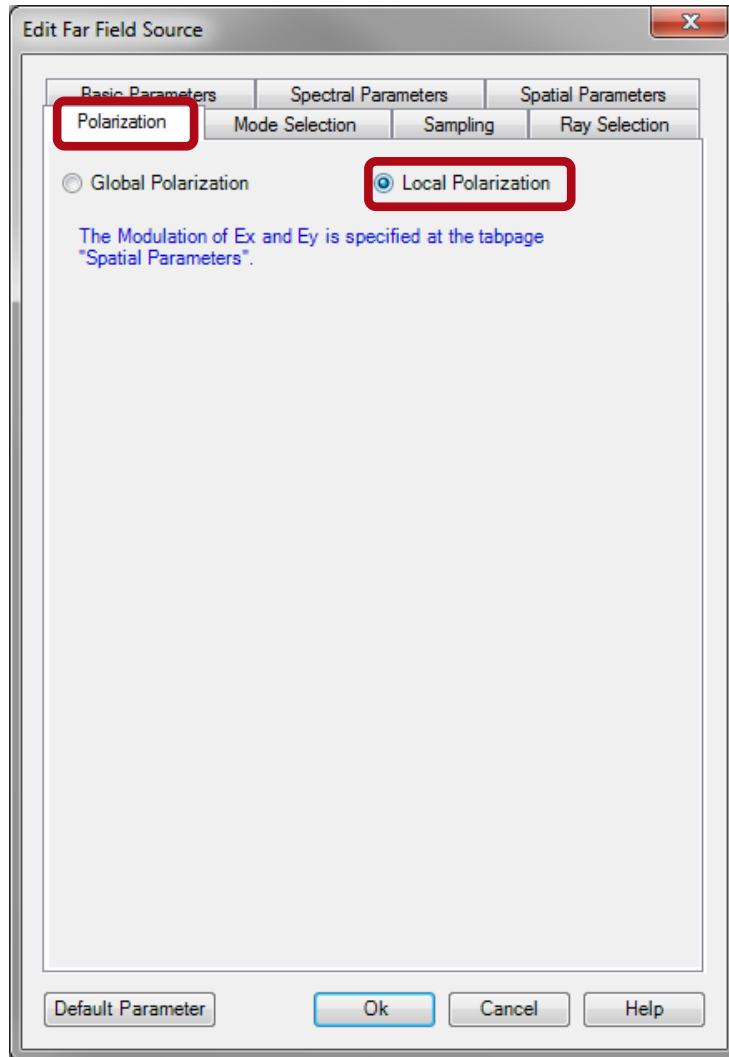 Edit Far Field Source
Basic Parameters Spectral Parameters Spatial Parameters
Polarization Mode Selection Sampling Ray Selection
Global Polarization Local Polarization
The Modulation of Ex and Ey is specified at the tabpage
"Spatial Parameters".
Default Parameter Ok Cancel Help